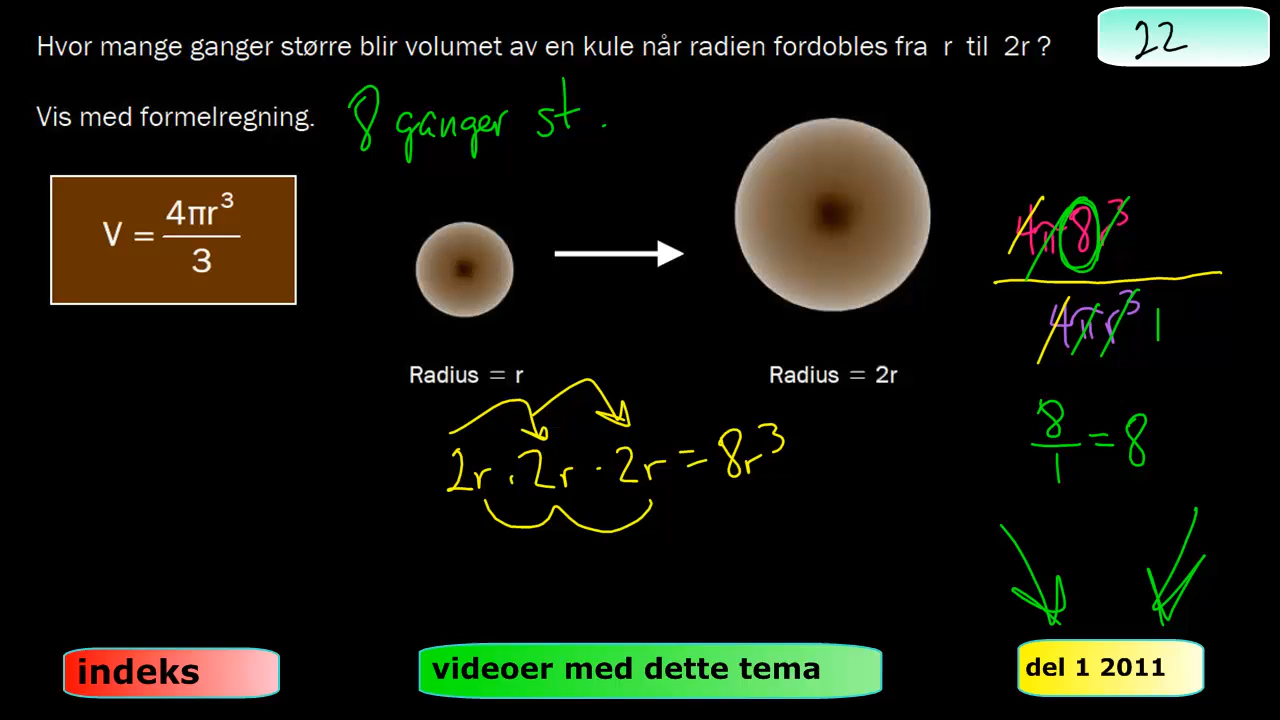 Hvor mange ganger større blir volumet av en kule når radien fordobles fra r til 2r ?
22
Vis med formelregning.
8 ganger st.
V = 4πr³ / 3
4π8r³
4πr³ 1
Radius = r
Radius = 2r
2r · 2r · 2r = 8r³
8/1 = 8
indeks
videoer med dette tema
del 1 2011